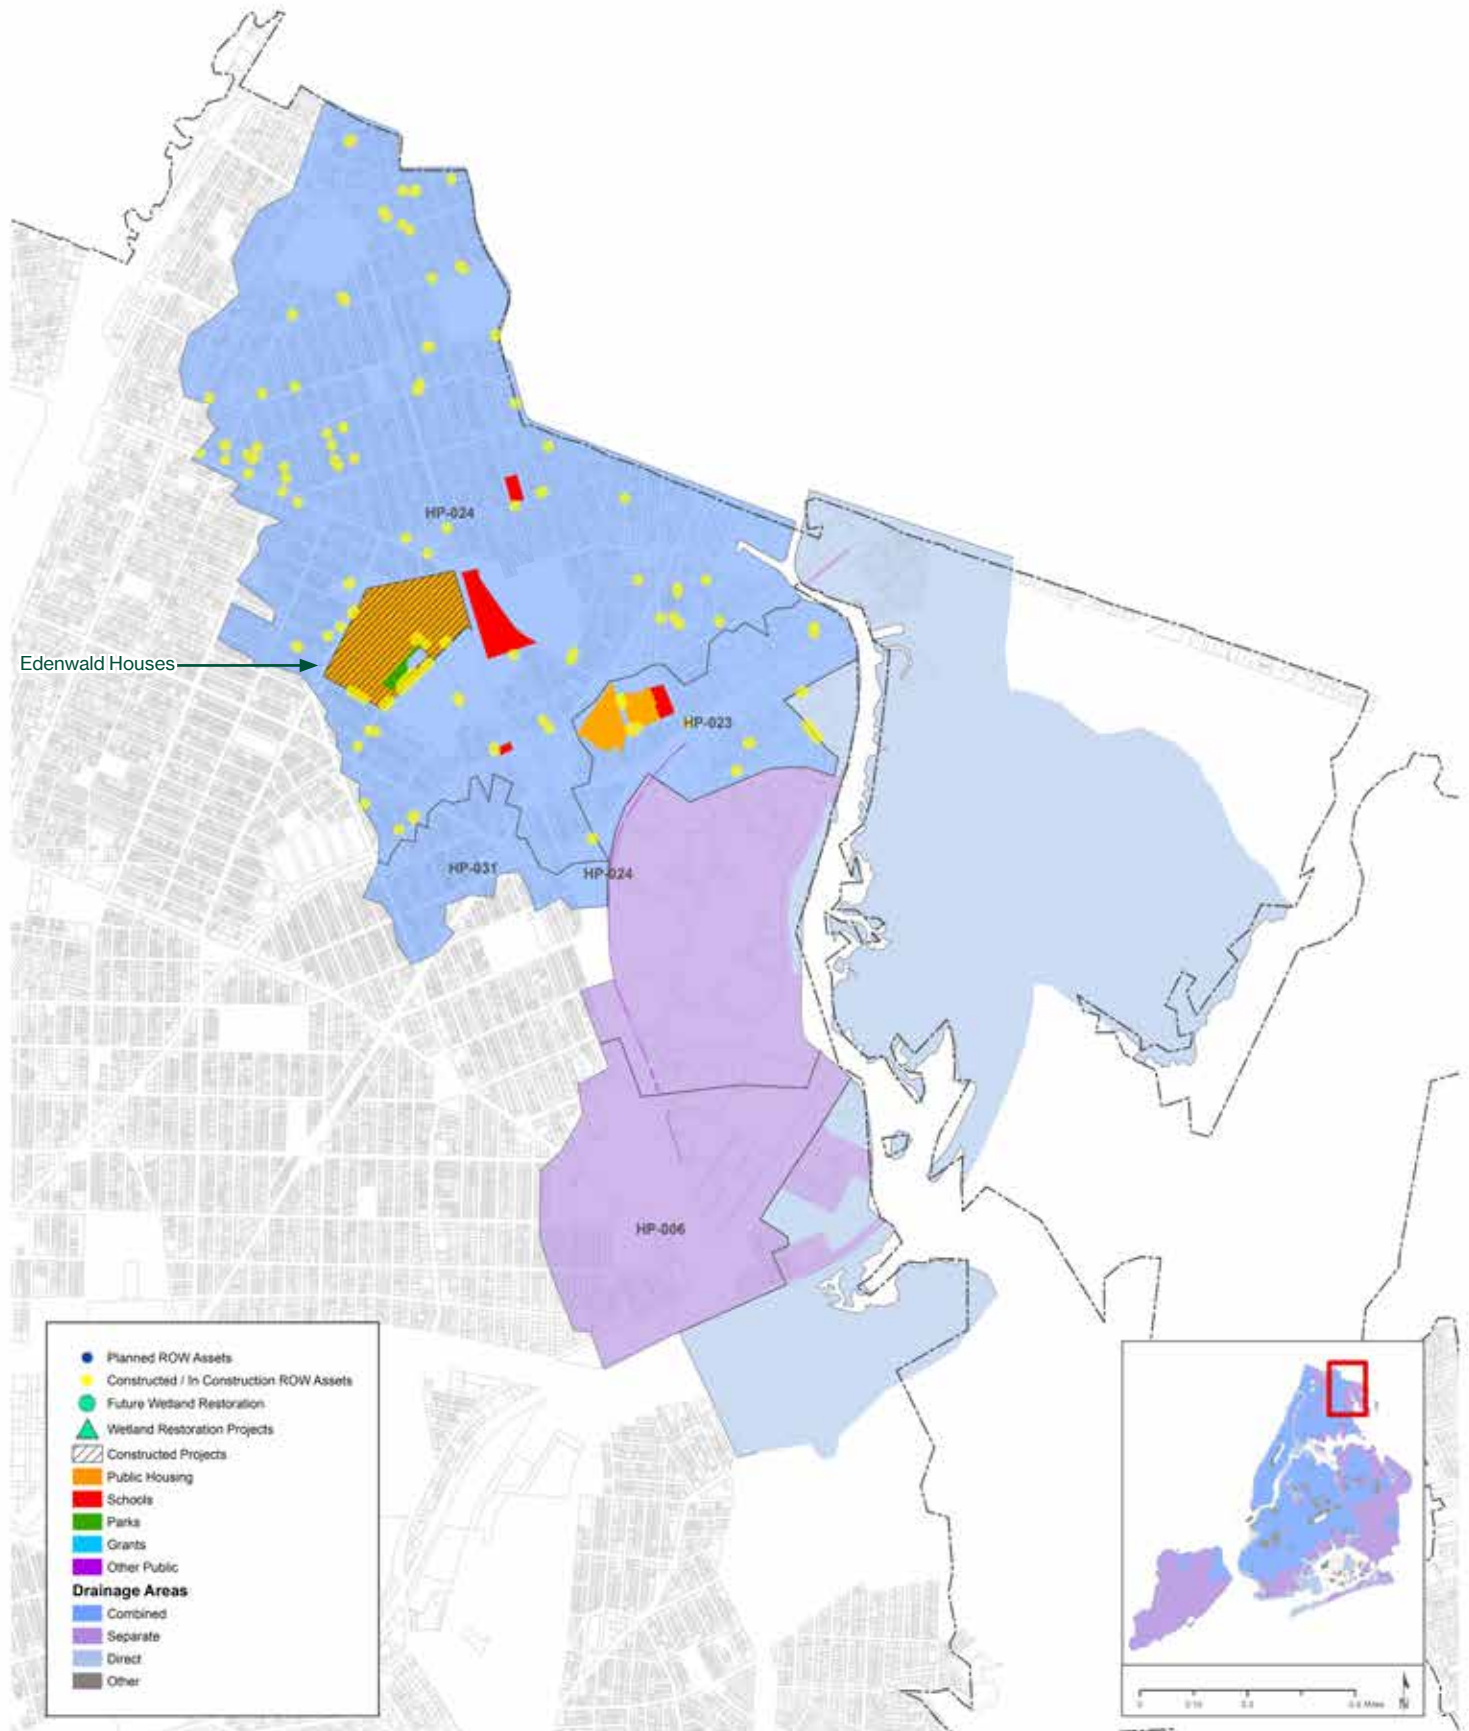 HP-024
Edenwald Houses
HP-023
HP-031
HP-024
HP-006
Planned ROW Assets
Constructed / In Construction ROW Assets
Future Wetland Restoration
Wetland Restoration Projects
Constructed Projects
Public Housing
Schools
Parks
Grants
Other Public
Drainage Areas
Combined
Separate
Direct
Other
0
N